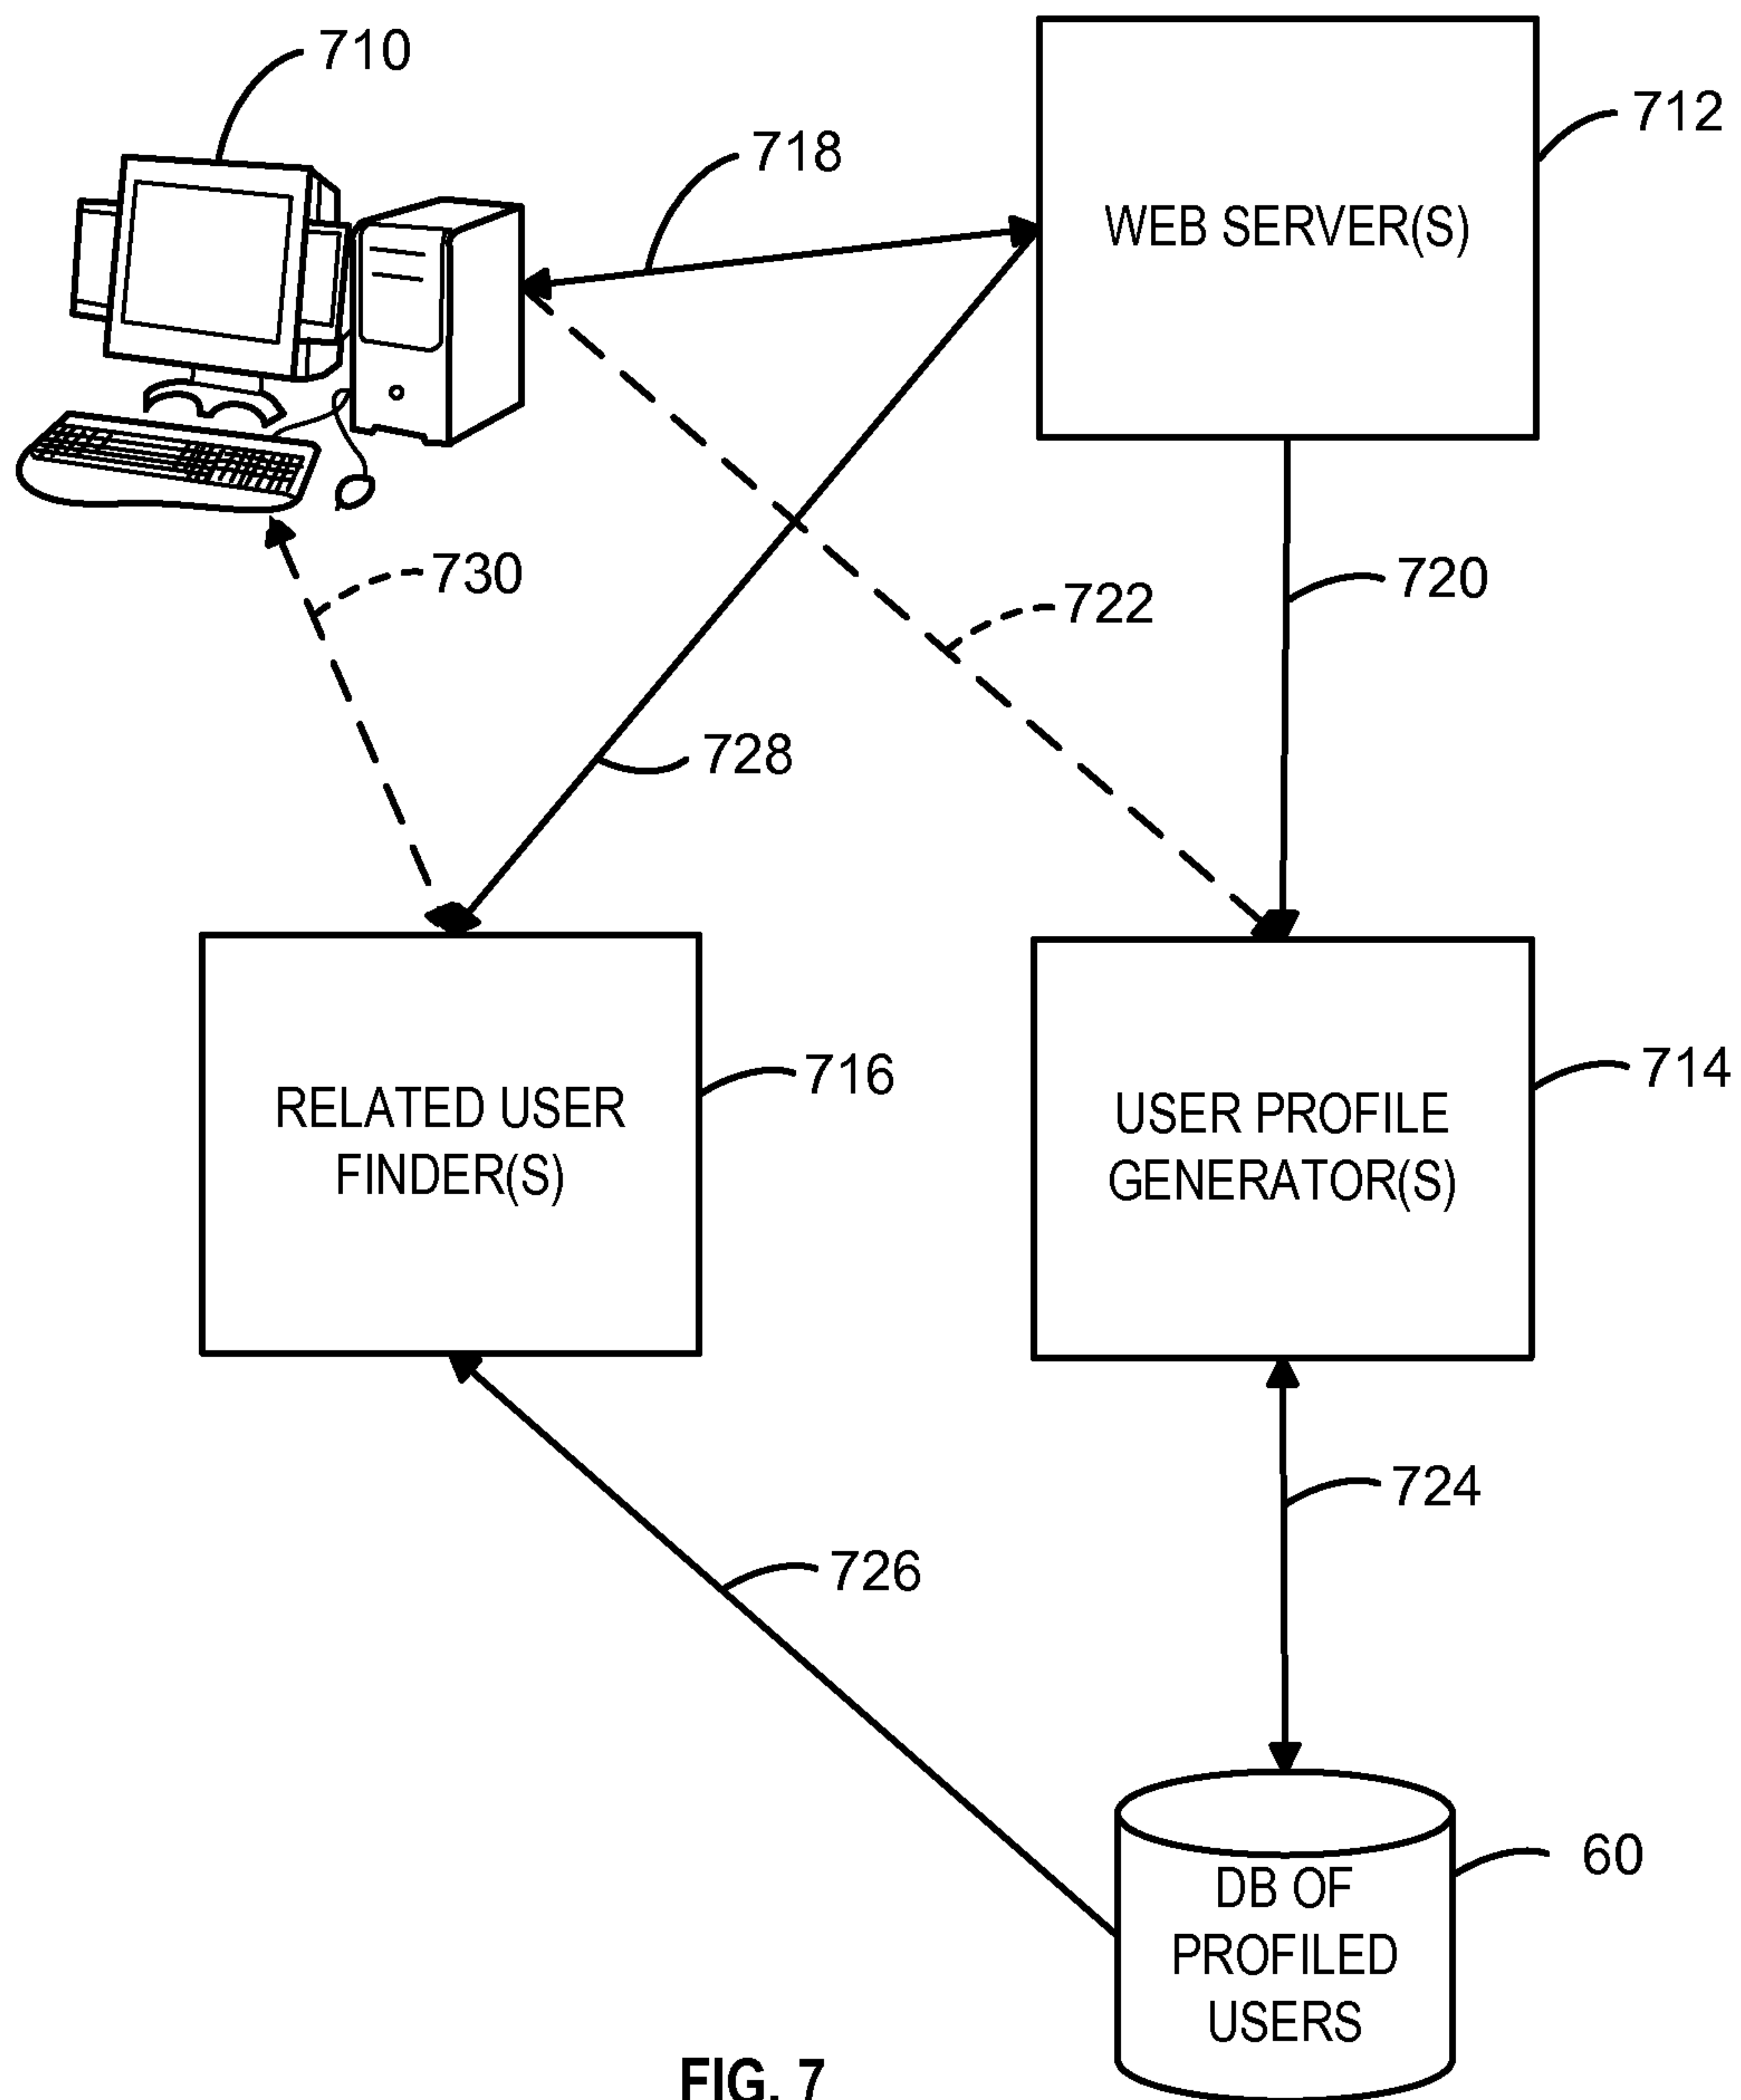 710
712
718
WEB SERVER(S)
730
722
720
728
716
714
RELATED USER
FINDER(S)
USER PROFILE
GENERATOR(S)
724
726
60
DB OF
PROFILED
USERS
FIG. 7